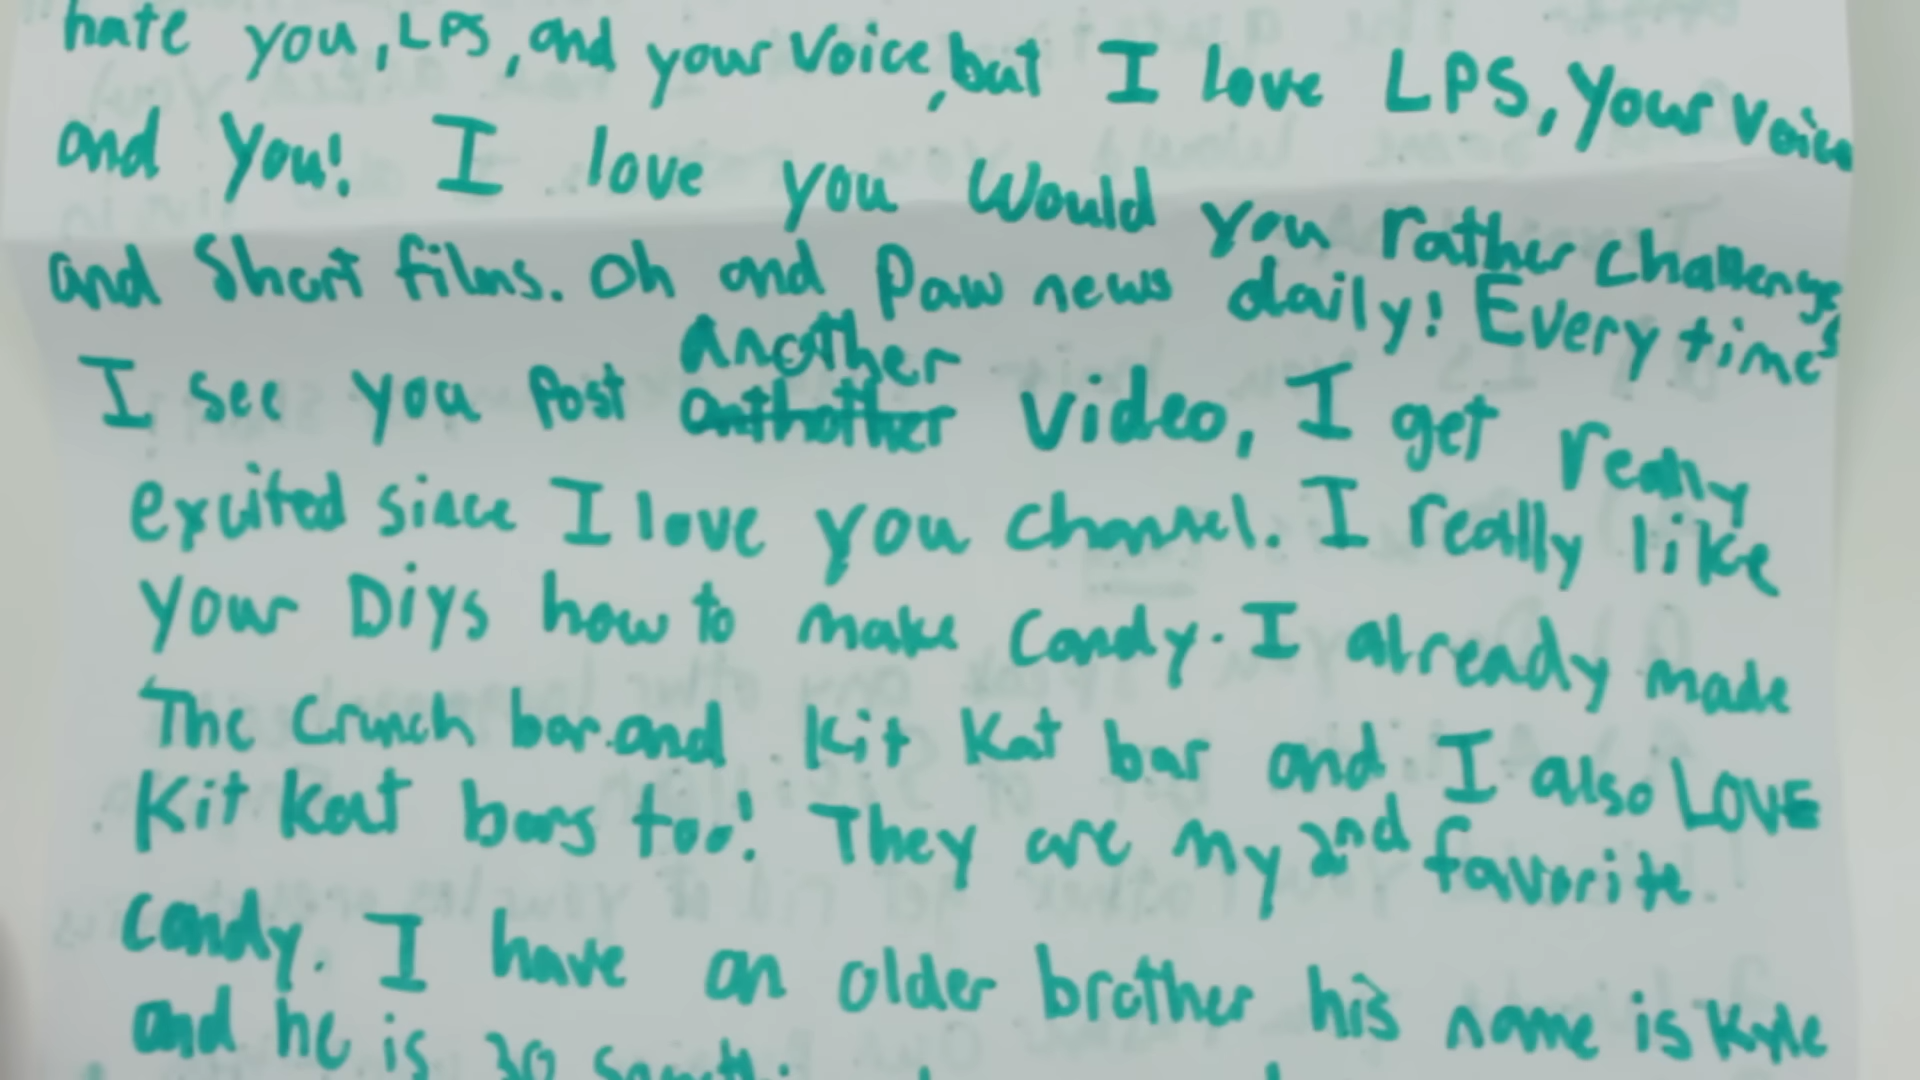 hate you, LPS, and your voice, but I love LPS, your voice
and you! I love you would you rather challenges
and short films. Oh and Paw news daily! Every time
I see you post another anthother video, I get really
excited since I love you channel. I really like
your Diys how to make candy. I already made
The Crunch bar and kit kat bar and I also LOVE
Kit kat bars too! They are my 2nd favorite
candy. I have an older brother his name is kyle
and he is 30